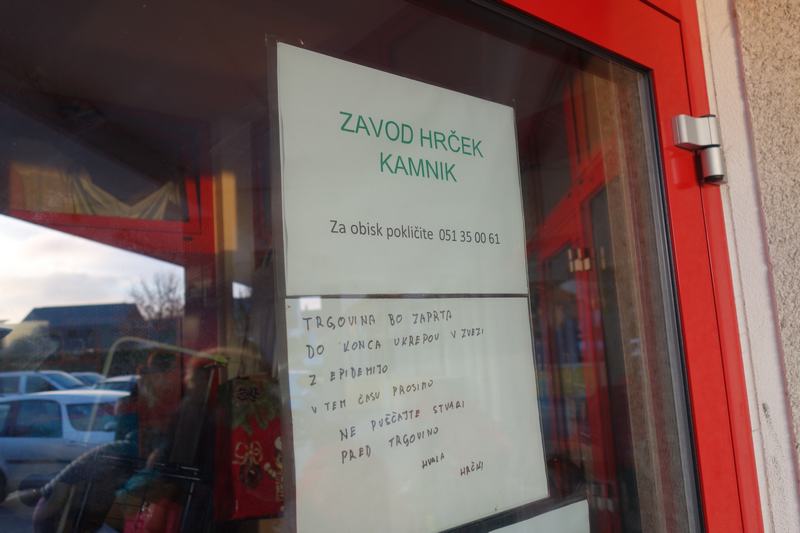 ZAVOD HRČEK
KAMNIK
Za obisk pokličite 051 35 00 61
TRGOVINA BO ZAPRTA
DO KONCA UKREPOV V ZVEZI
Z EPIDEMIJO
V TEM ČASU PROSIMO
NE PUŠČAJTE STVARI
PRED TRGOVINO
HVALA
HRČKI